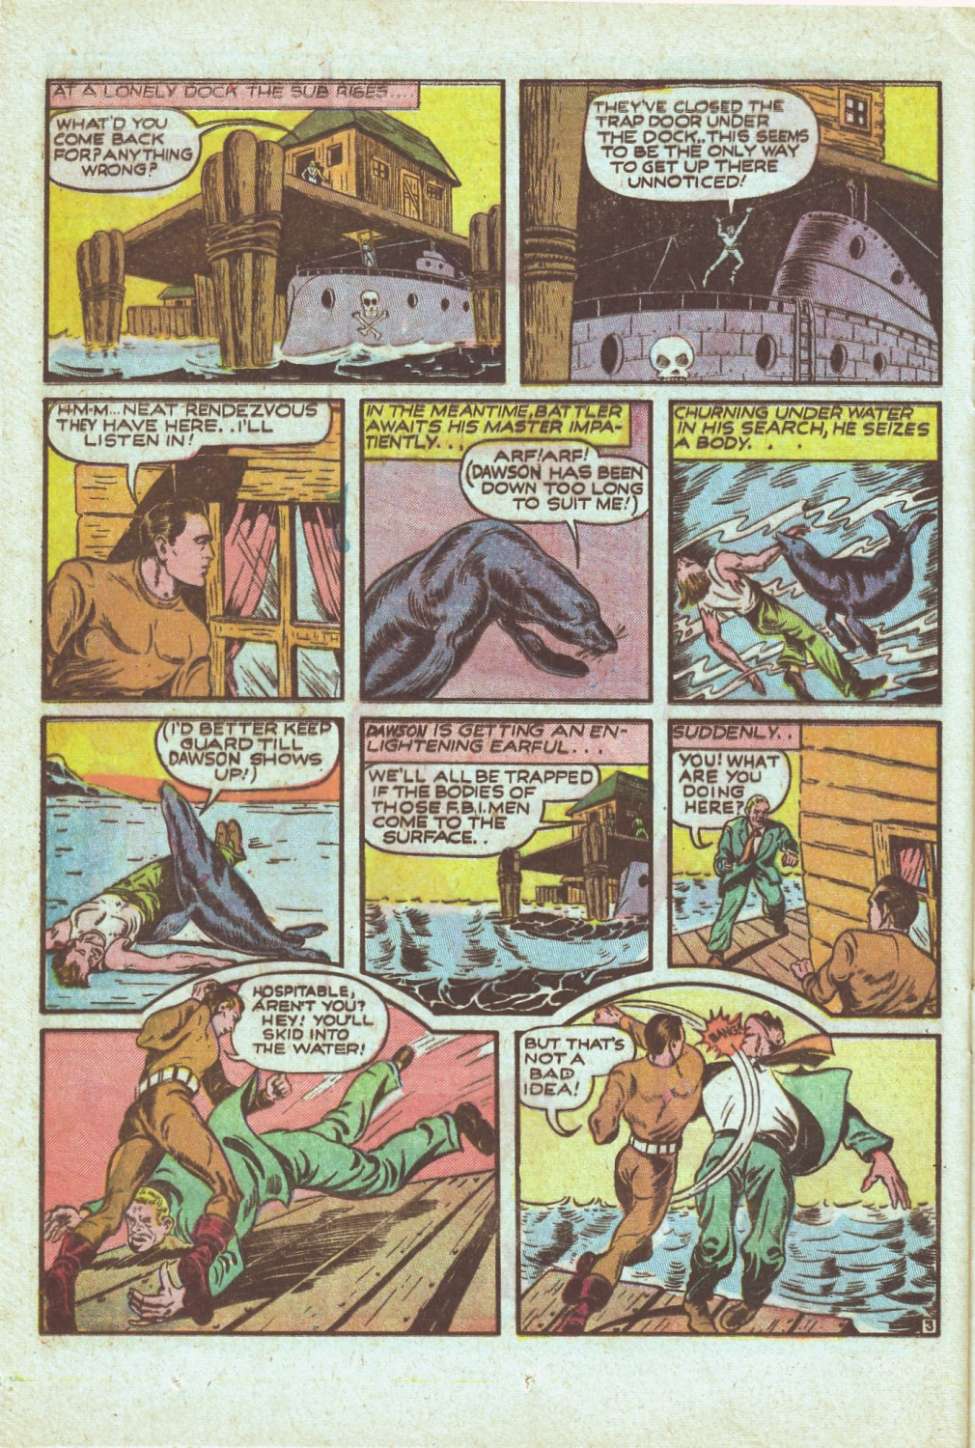 AT A LONELY DOCK THE SUB RISES....
WHAT'D YOU
COME BACK
FOR? ANYTHING
WRONG?
THEY'VE CLOSED THE
TRAP DOOR UNDER
THE DOCK.. THIS SEEMS
TO BE THE ONLY WAY
TO GET UP THERE
UNNOTICED!
H-M-M... NEAT RENDEZVOUS
THEY HAVE HERE.. I'LL
LISTEN IN!
IN THE MEANTIME, BATTLER
AWAITS HIS MASTER IMPA-
TIENTLY...
ARF! ARF!
(DAWSON HAS BEEN
DOWN TOO LONG
TO SUIT ME!)
CHURNING UNDER WATER
IN HIS SEARCH, HE SEIZES
A BODY. . .
(I'D BETTER KEEP
GUARD TILL
DAWSON SHOWS
UP!)
DAWSON IS GETTING AN EN-
LIGHTENING EARFUL...
WE'LL ALL BE TRAPPED
IF THE BODIES OF
THOSE F.B.I. MEN
COME TO THE
SURFACE..
SUDDENLY..
YOU! WHAT
ARE YOU
DOING
HERE?
HOSPITABLE,
AREN'T YOU?
HEY! YOU'LL
SKID INTO
THE WATER!
BUT THAT'S
NOT A
BAD
IDEA!
BANG!
3